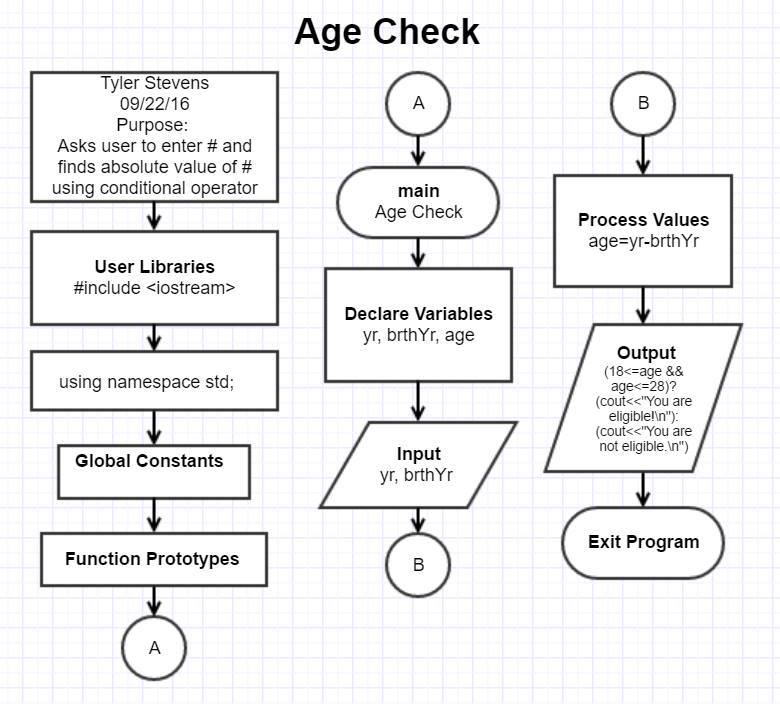 Age Check
Tyler Stevens
09/22/16
Purpose:
Asks user to enter # and
finds absolute value of #
using conditional operator
User Libraries
#include <iostream>
using namespace std;
Global Constants
Function Prototypes
A
A
main
Age Check
Declare Variables
yr, brthYr, age
Input
yr, brthYr
B
B
Process Values
age=yr-brthYr
Output
(18<=age &&
age<=28)?
(cout<<"You are
eligible!\n"):
(cout<<"You are
not eligible.\n")
Exit Program